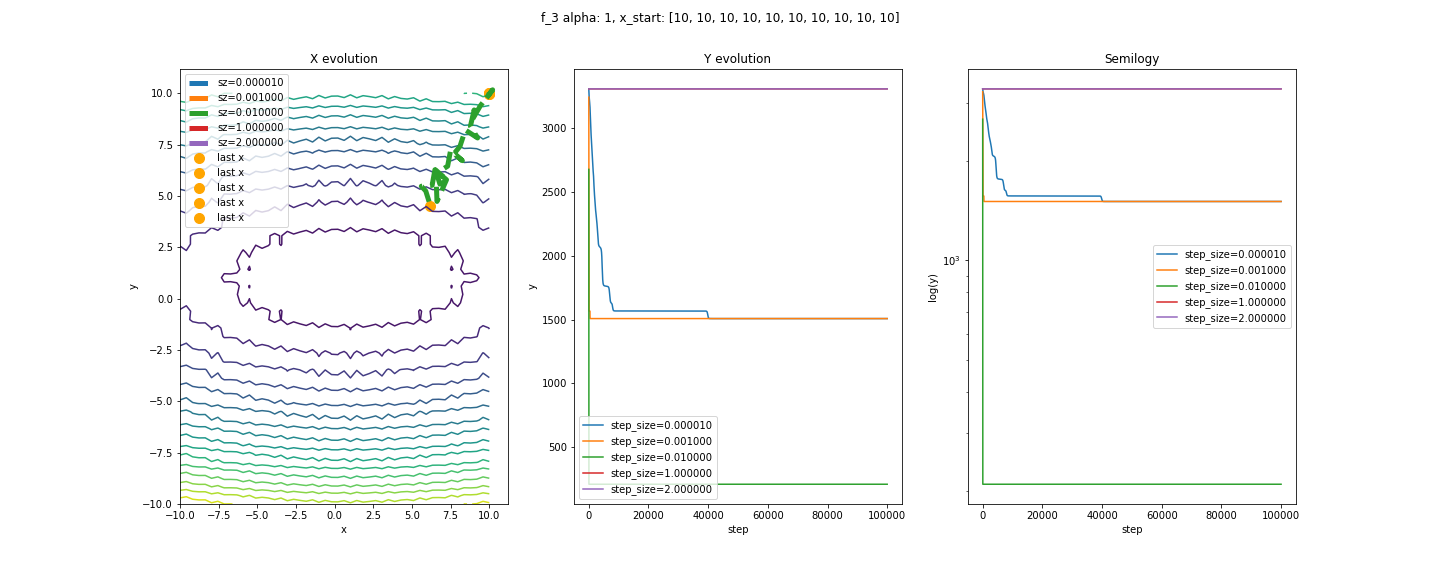 f_3 alpha: 1, x_start: [10, 10, 10, 10, 10, 10, 10, 10, 10, 10]
X evolution
10.0
7.5
5.0
2.5
0.0
−2.5
−5.0
−7.5
−10.0
y
sz=0.000010
sz=0.001000
sz=0.010000
sz=1.000000
sz=2.000000
last x
last x
last x
last x
last x
−10.0 −7.5 −5.0 −2.5 0.0 2.5 5.0 7.5 10.0
x
Y evolution
3000
2500
2000
1500
1000
500
y
step_size=0.000010
step_size=0.001000
step_size=0.010000
step_size=1.000000
step_size=2.000000
0 20000 40000 60000 80000 100000
step
Semilogy
10³
log(y)
step_size=0.000010
step_size=0.001000
step_size=0.010000
step_size=1.000000
step_size=2.000000
0 20000 40000 60000 80000 100000
step